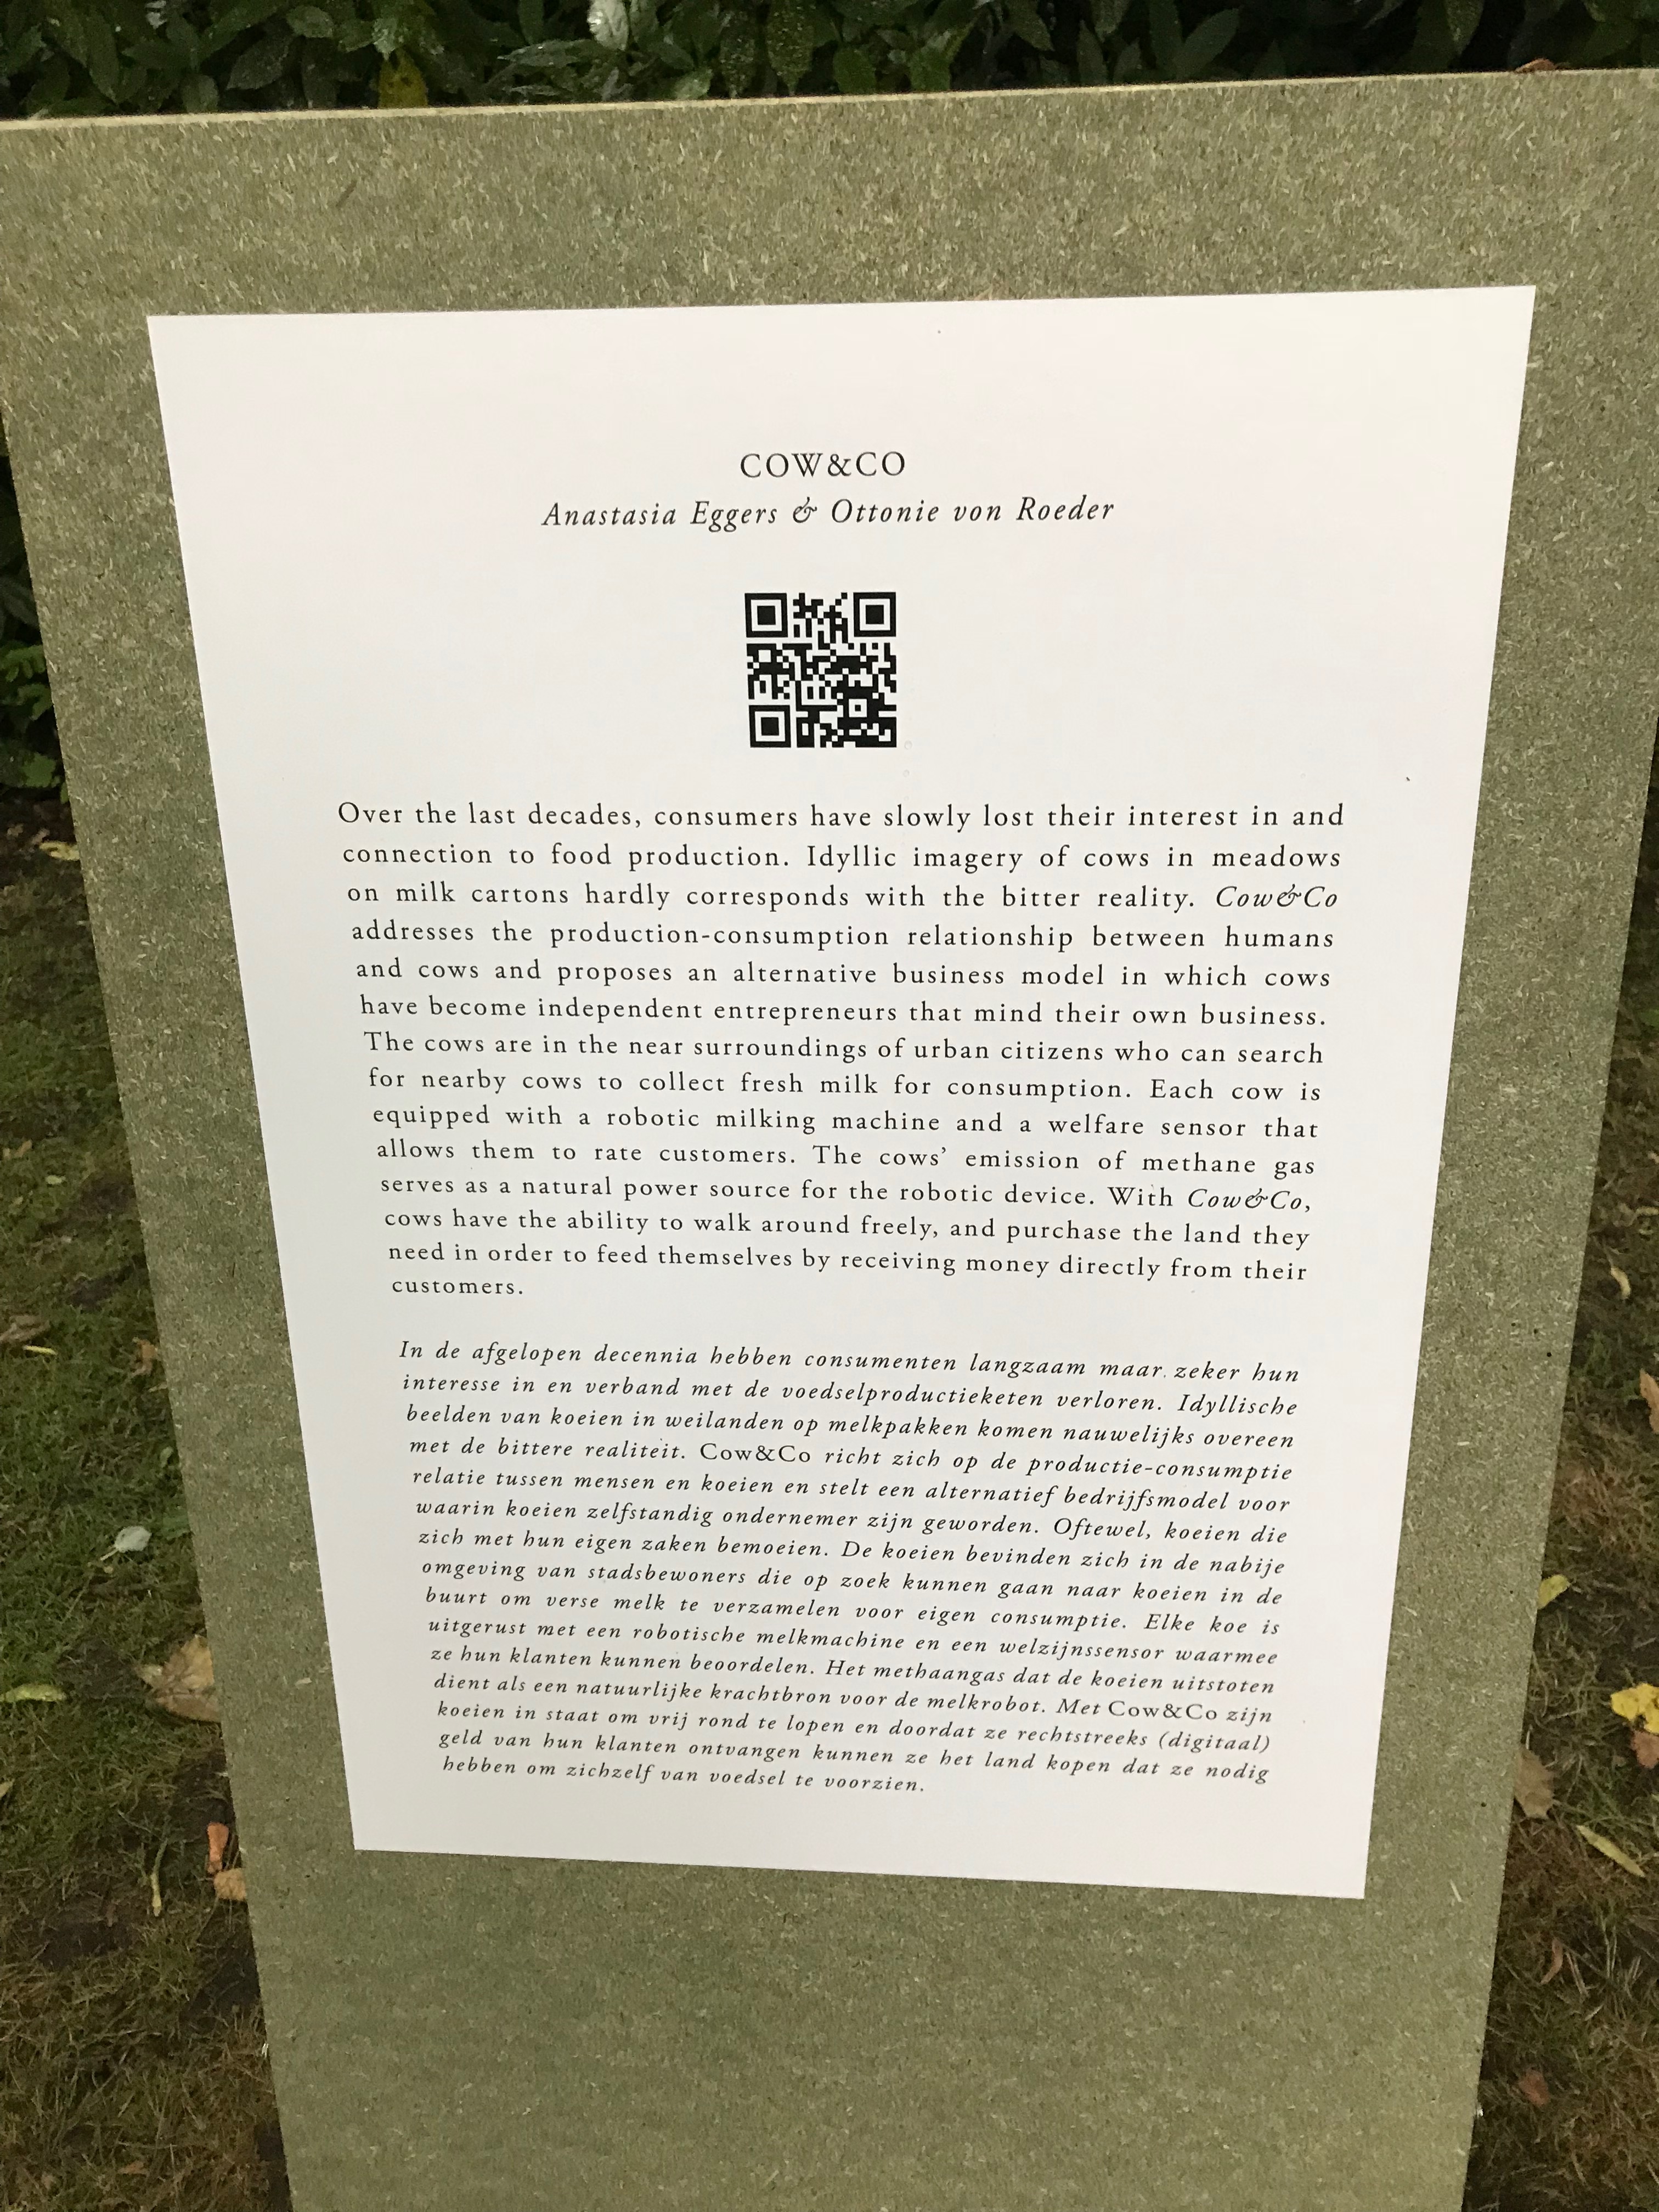 COW&CO
Anastasia Eggers & Ottonie von Roeder
Over the last decades, consumers have slowly lost their interest in and
connection to food production. Idyllic imagery of cows in meadows
on milk cartons hardly corresponds with the bitter reality. Cow&Co
addresses the production-consumption relationship between humans
and cows and proposes an alternative business model in which cows
have become independent entrepreneurs that mind their own business.
The cows are in the near surroundings of urban citizens who can search
for nearby cows to collect fresh milk for consumption. Each cow is
equipped with a robotic milking machine and a welfare sensor that
allows them to rate customers. The cows’ emission of methane gas
serves as a natural power source for the robotic device. With Cow&Co,
cows have the ability to walk around freely, and purchase the land they
need in order to feed themselves by receiving money directly from their
customers.
In de afgelopen decennia hebben consumenten langzaam maar zeker hun
interesse in en verband met de voedselproductieketen verloren. Idyllische
beelden van koeien in weilanden op melkpakken komen nauwelijks overeen
met de bittere realiteit. Cow&Co richt zich op de productie-consumptie
relatie tussen mensen en koeien en stelt een alternatief bedrijfsmodel voor
waarin koeien zelfstandig ondernemer zijn geworden. Oftewel, koeien die
zich met hun eigen zaken bemoeien. De koeien bevinden zich in de nabije
omgeving van stadsbewoners die op zoek kunnen gaan naar koeien in de
buurt om verse melk te verzamelen voor eigen consumptie. Elke koe is
uitgerust met een robotische melkmachine en een welzijnssensor waarmee
ze hun klanten kunnen beoordelen. Het methaangas dat de koeien uitstoten
dient als een natuurlijke krachtbron voor de melkrobot. Met Cow&Co zijn
koeien in staat om vrij rond te lopen en doordat ze rechtstreeks (digitaal)
geld van hun klanten ontvangen kunnen ze het land kopen dat ze nodig
hebben om zichzelf van voedsel te voorzien.